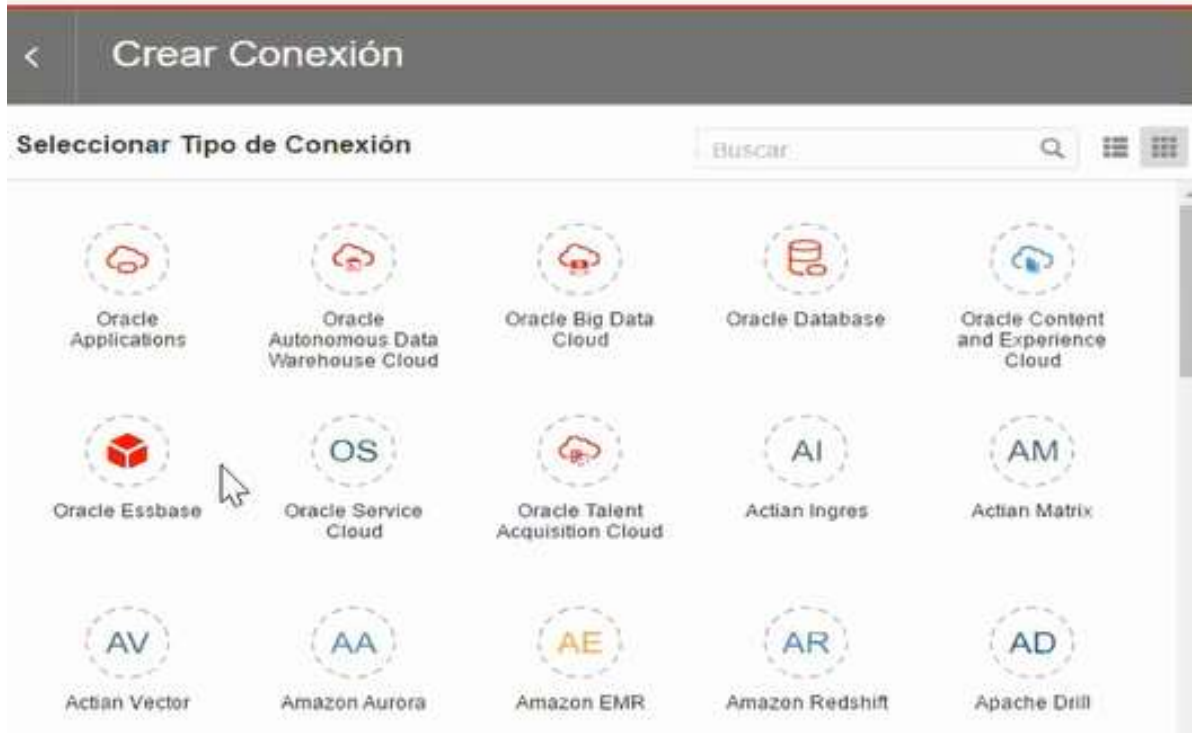 Crear Conexión
Seleccionar Tipo de Conexión
Buscar
Oracle
Applications
Oracle
Autonomous Data
Warehouse Cloud
Oracle Big Data
Cloud
Oracle Database
Oracle Content
and Experience
Cloud
Oracle Essbase
OS
Oracle Service
Cloud
Oracle Talent
Acquisition Cloud
AI
Actian Ingres
AM
Actian Matrix
AV
Actian Vector
AA
Amazon Aurora
AE
Amazon EMR
AR
Amazon Redshift
AD
Apache Drill